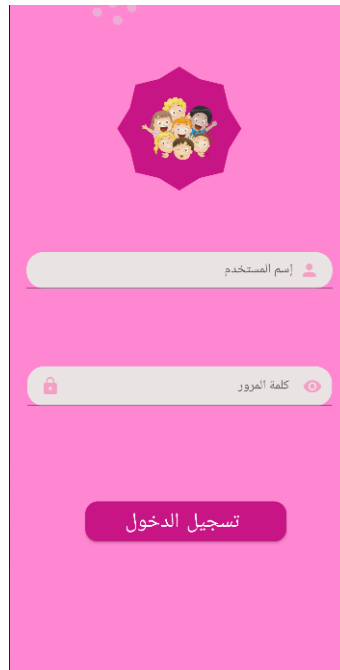 إسم المستخدم
كلمة المرور
تسجيل الدخول